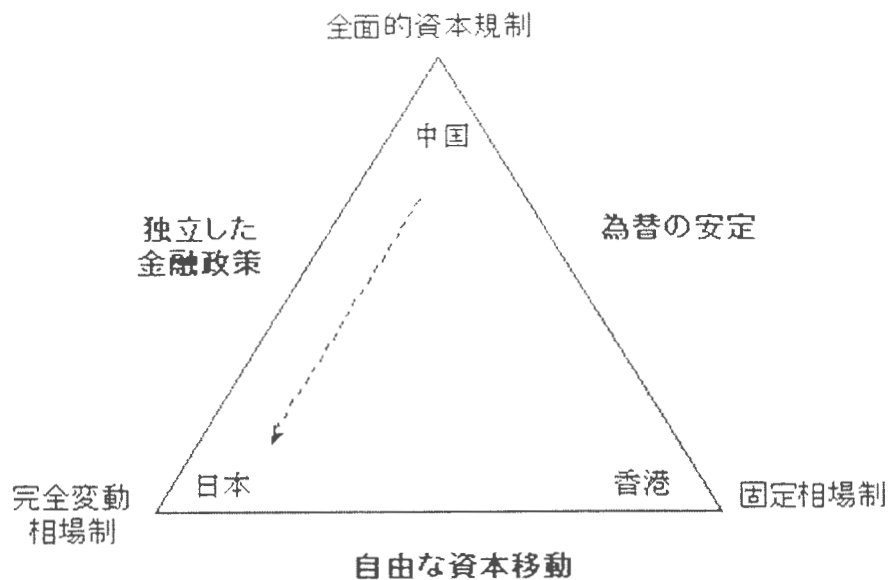 全面的資本規制
中国
独立した
金融政策
為替の安定
日本
香港
完全変動
相場制
固定相場制
自由な資本移動